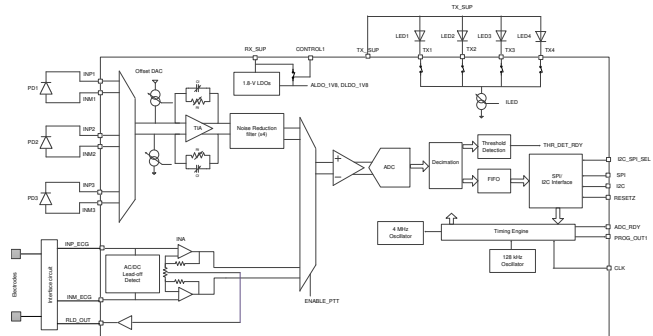 TX_SUP
LED1
LED2
LED3
LED4
RX_SUP
CONTROL1
TX_SUP
TX1
TX2
TX3
TX4
INP1
PD1
INM1
Offset DAC
1.8-V LDOs
ALDO_1V8, DLDO_1V8
ILED
TIA
Noise Reduction
filter (x4)
INP2
PD2
INM2
ADC
Decimation
Threshold
Detection
THR_DET_RDY
FIFO
SPI/
I2C Interface
I2C_SPI_SEL
SPI
I2C
RESETZ
INP3
PD3
INM3
4 MHz
Oscillator
Timing Engine
ADC_RDY
PROG_OUT1
128 kHz
Oscillator
CLK
Electrodes
Interface circuit
INP_ECG
INA
AC/DC
Lead-off
Detect
INM_ECG
RLD_OUT
ENABLE_PTT